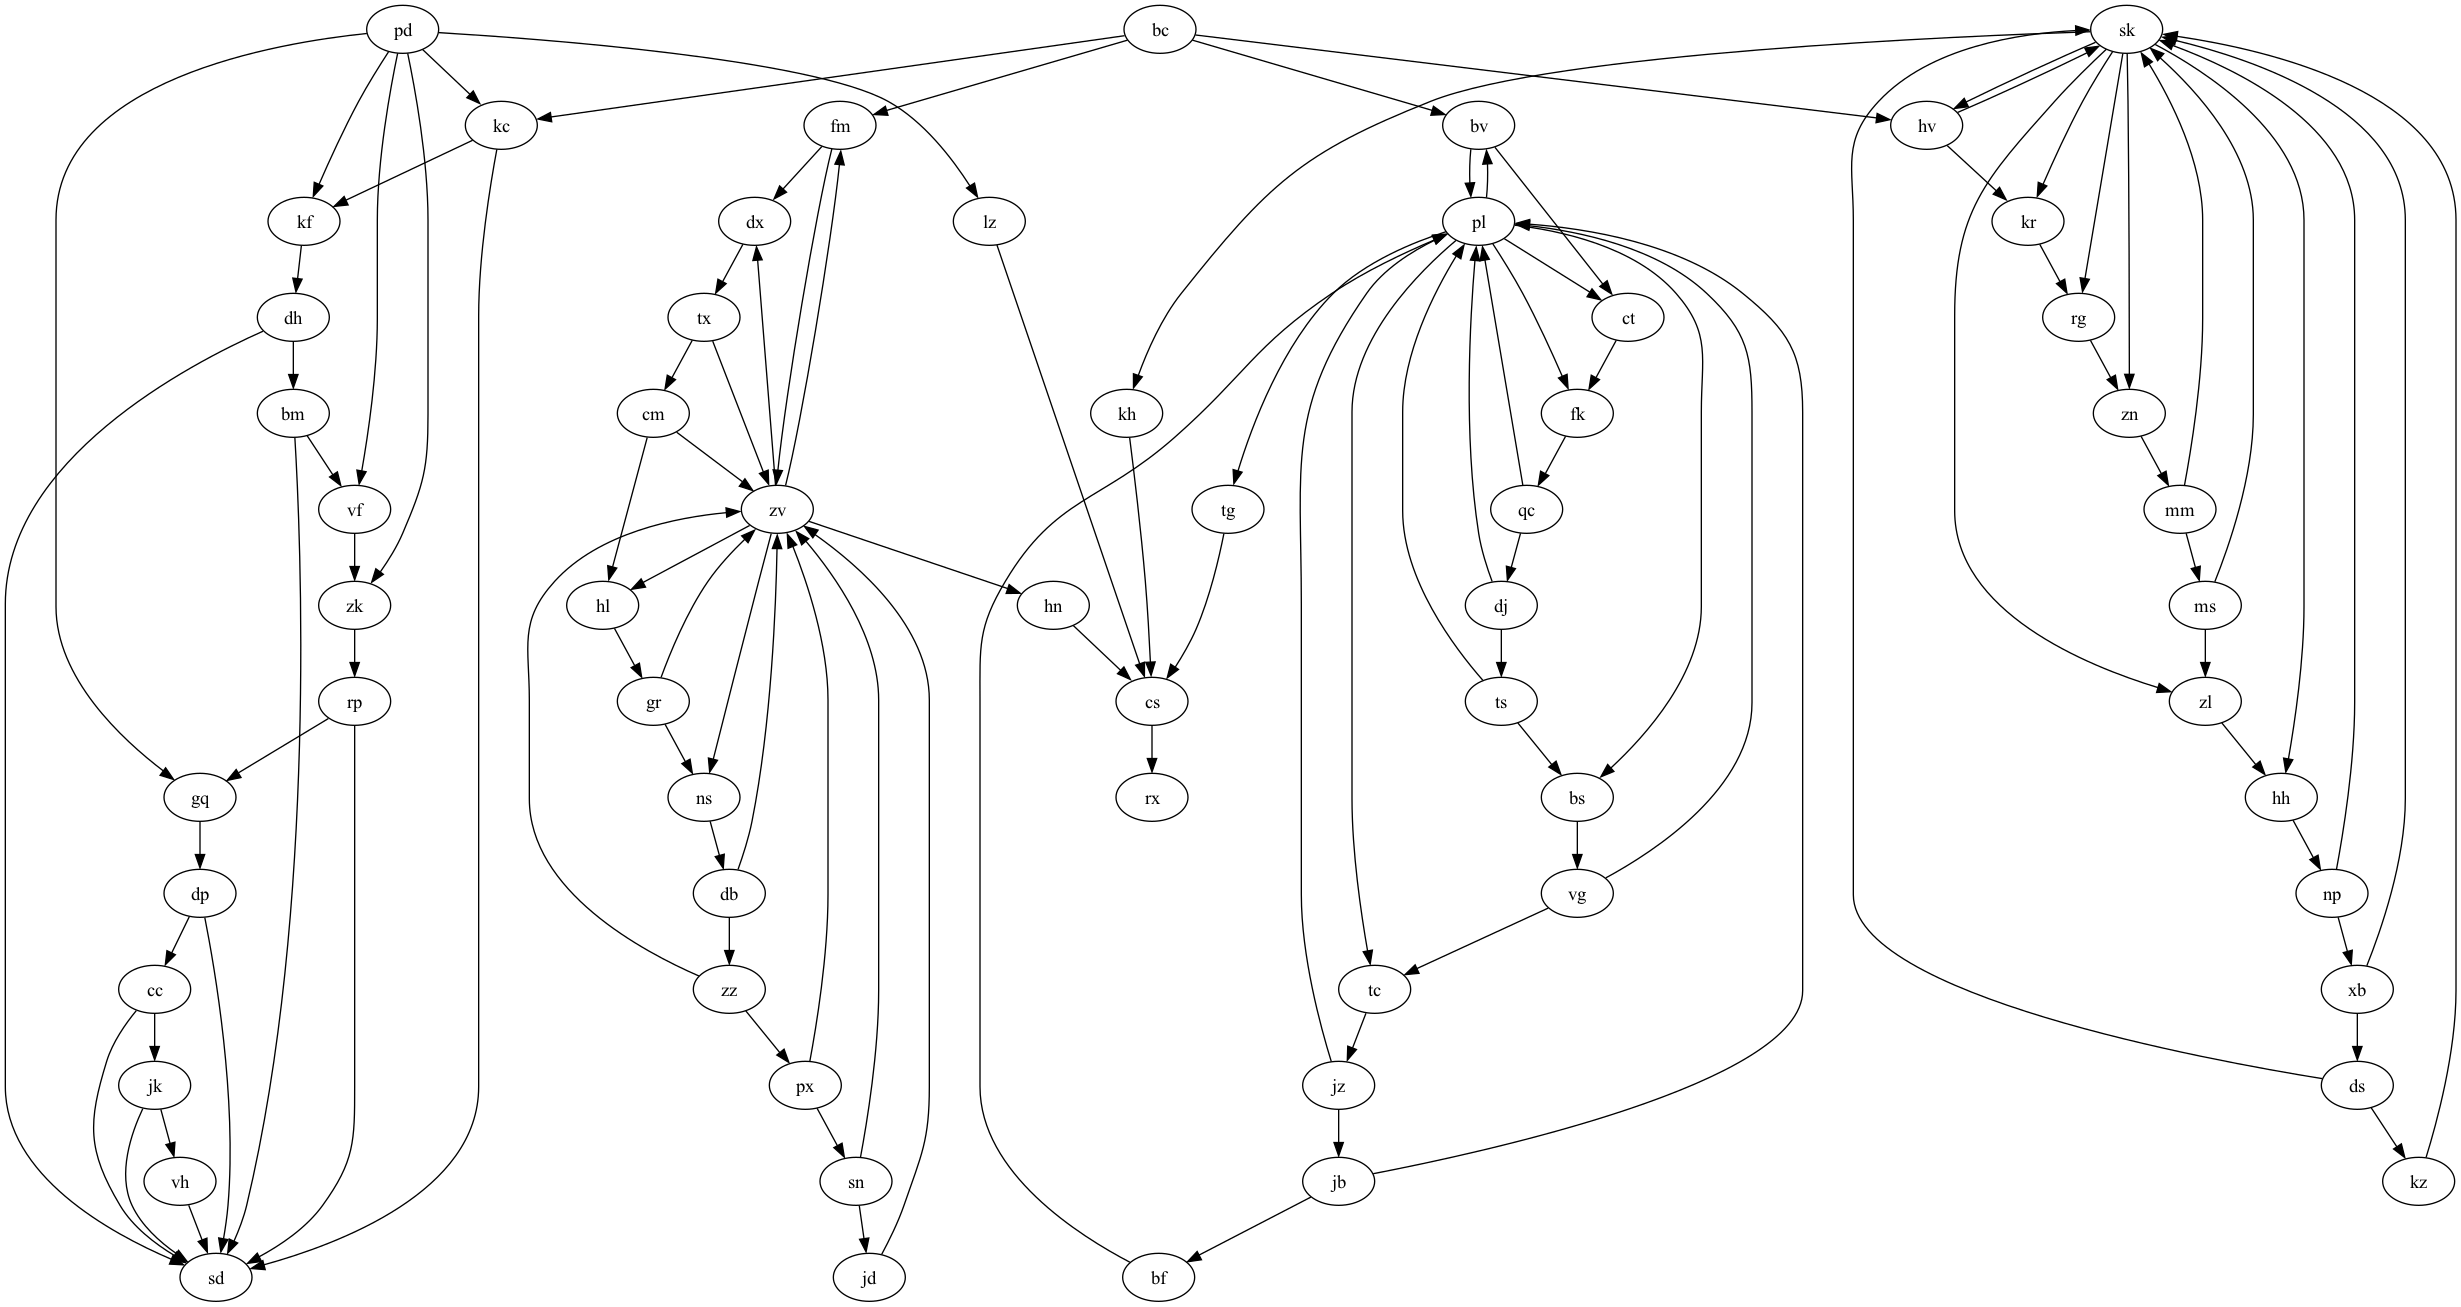 pd bc sk
kc fm bv hv
kf dx lz pl kr
dh tx ct rg
bm cm kh fk zn
vf zv tg qc mm
zk hl hn dj ms
rp gr cs ts zl
gq ns rx bs hh
dp db vg np
cc zz tc xb
jk px jz ds
vh sn jb kz
sd jd bf